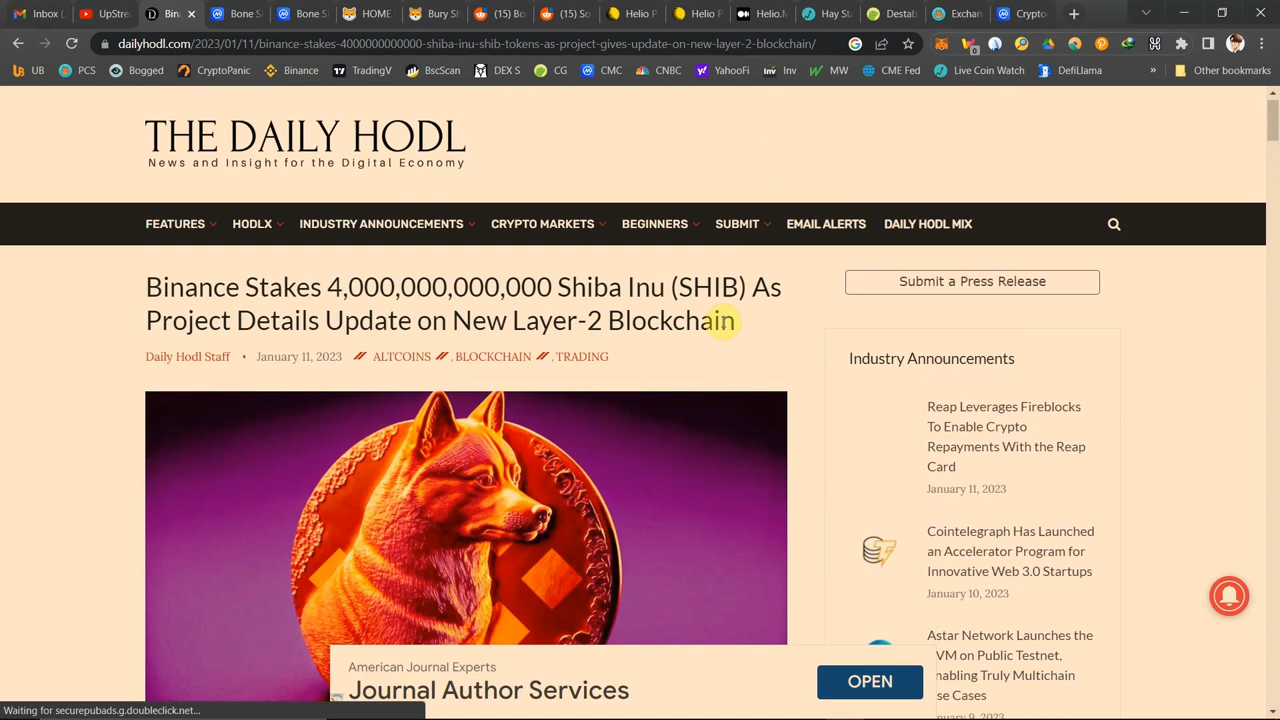 Inbox (
UpStre
Bina
Bone S
Bone S
HOME
Bury Sh
(15) Bo
(15) So
Helio P
Helio P
Helio.M
Hay Sta
Destab
Exchan
Crypto
dailyhodl.com/2023/01/11/binance-stakes-4000000000000-shiba-inu-shib-tokens-as-project-gives-update-on-new-layer-2-blockchain/
UB
PCS
Bogged
CryptoPanic
Binance
TradingV
BscScan
DEX S
CG
CMC
CNBC
YahooFi
Inv
MW
CME Fed
Live Coin Watch
DefiLlama
»
Other bookmarks
THE DAILY HODL
News and Insight for the Digital Economy
FEATURES
HODLX
INDUSTRY ANNOUNCEMENTS
CRYPTO MARKETS
BEGINNERS
SUBMIT
EMAIL ALERTS
DAILY HODL MIX
Binance Stakes 4,000,000,000,000 Shiba Inu (SHIB) As
Project Details Update on New Layer-2 Blockchain
Daily Hodl Staff • January 11, 2023 ALTCOINS , BLOCKCHAIN , TRADING
Submit a Press Release
Industry Announcements
Reap Leverages Fireblocks
To Enable Crypto
Repayments With the Reap
Card
January 11, 2023
Cointelegraph Has Launched
an Accelerator Program for
Innovative Web 3.0 Startups
January 10, 2023
Astar Network Launches the
VM on Public Testnet,
nabling Truly Multichain
se Cases
January 9, 2023
American Journal Experts
Journal Author Services
OPEN
Waiting for securepubads.g.doubleclick.net...